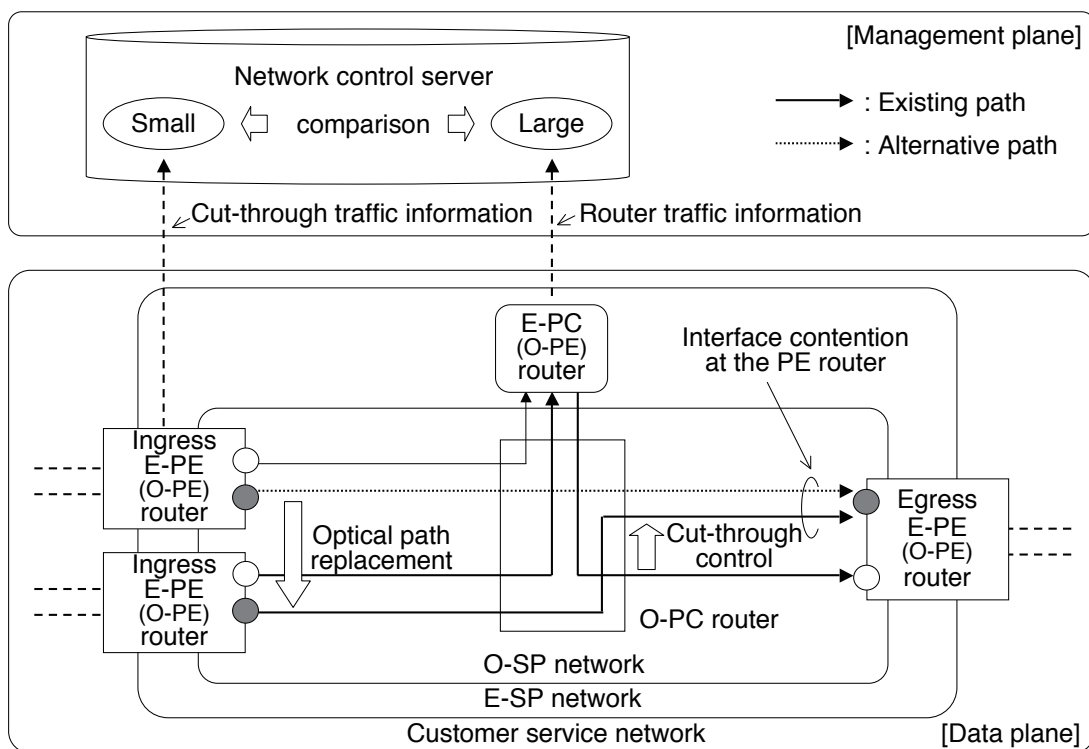 [Management plane]
Network control server
Small
comparison
Large
: Existing path
: Alternative path
Cut-through traffic information
Router traffic information
E-PC
(O-PE)
router
Interface contention
at the PE router
Ingress
E-PE
(O-PE)
router
Optical path
replacement
Cut-through
control
Egress
E-PE
(O-PE)
router
Ingress
E-PE
(O-PE)
router
O-PC router
O-SP network
E-SP network
Customer service network
[Data plane]